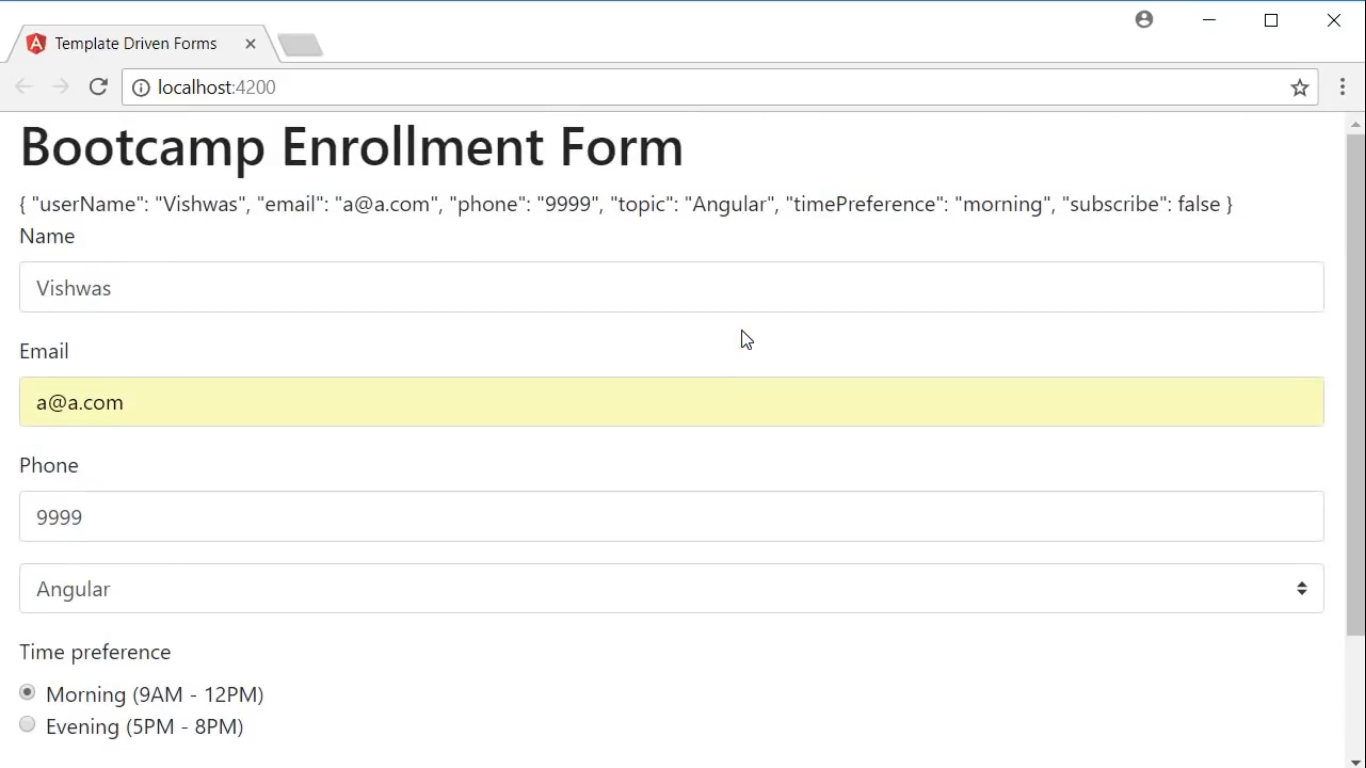 Template Driven Forms
localhost:4200
Bootcamp Enrollment Form
{ "userName": "Vishwas", "email": "a@a.com", "phone": "9999", "topic": "Angular", "timePreference": "morning", "subscribe": false }
Name
Vishwas
Email
a@a.com
Phone
9999
Angular
Time preference
Morning (9AM - 12PM)
Evening (5PM - 8PM)